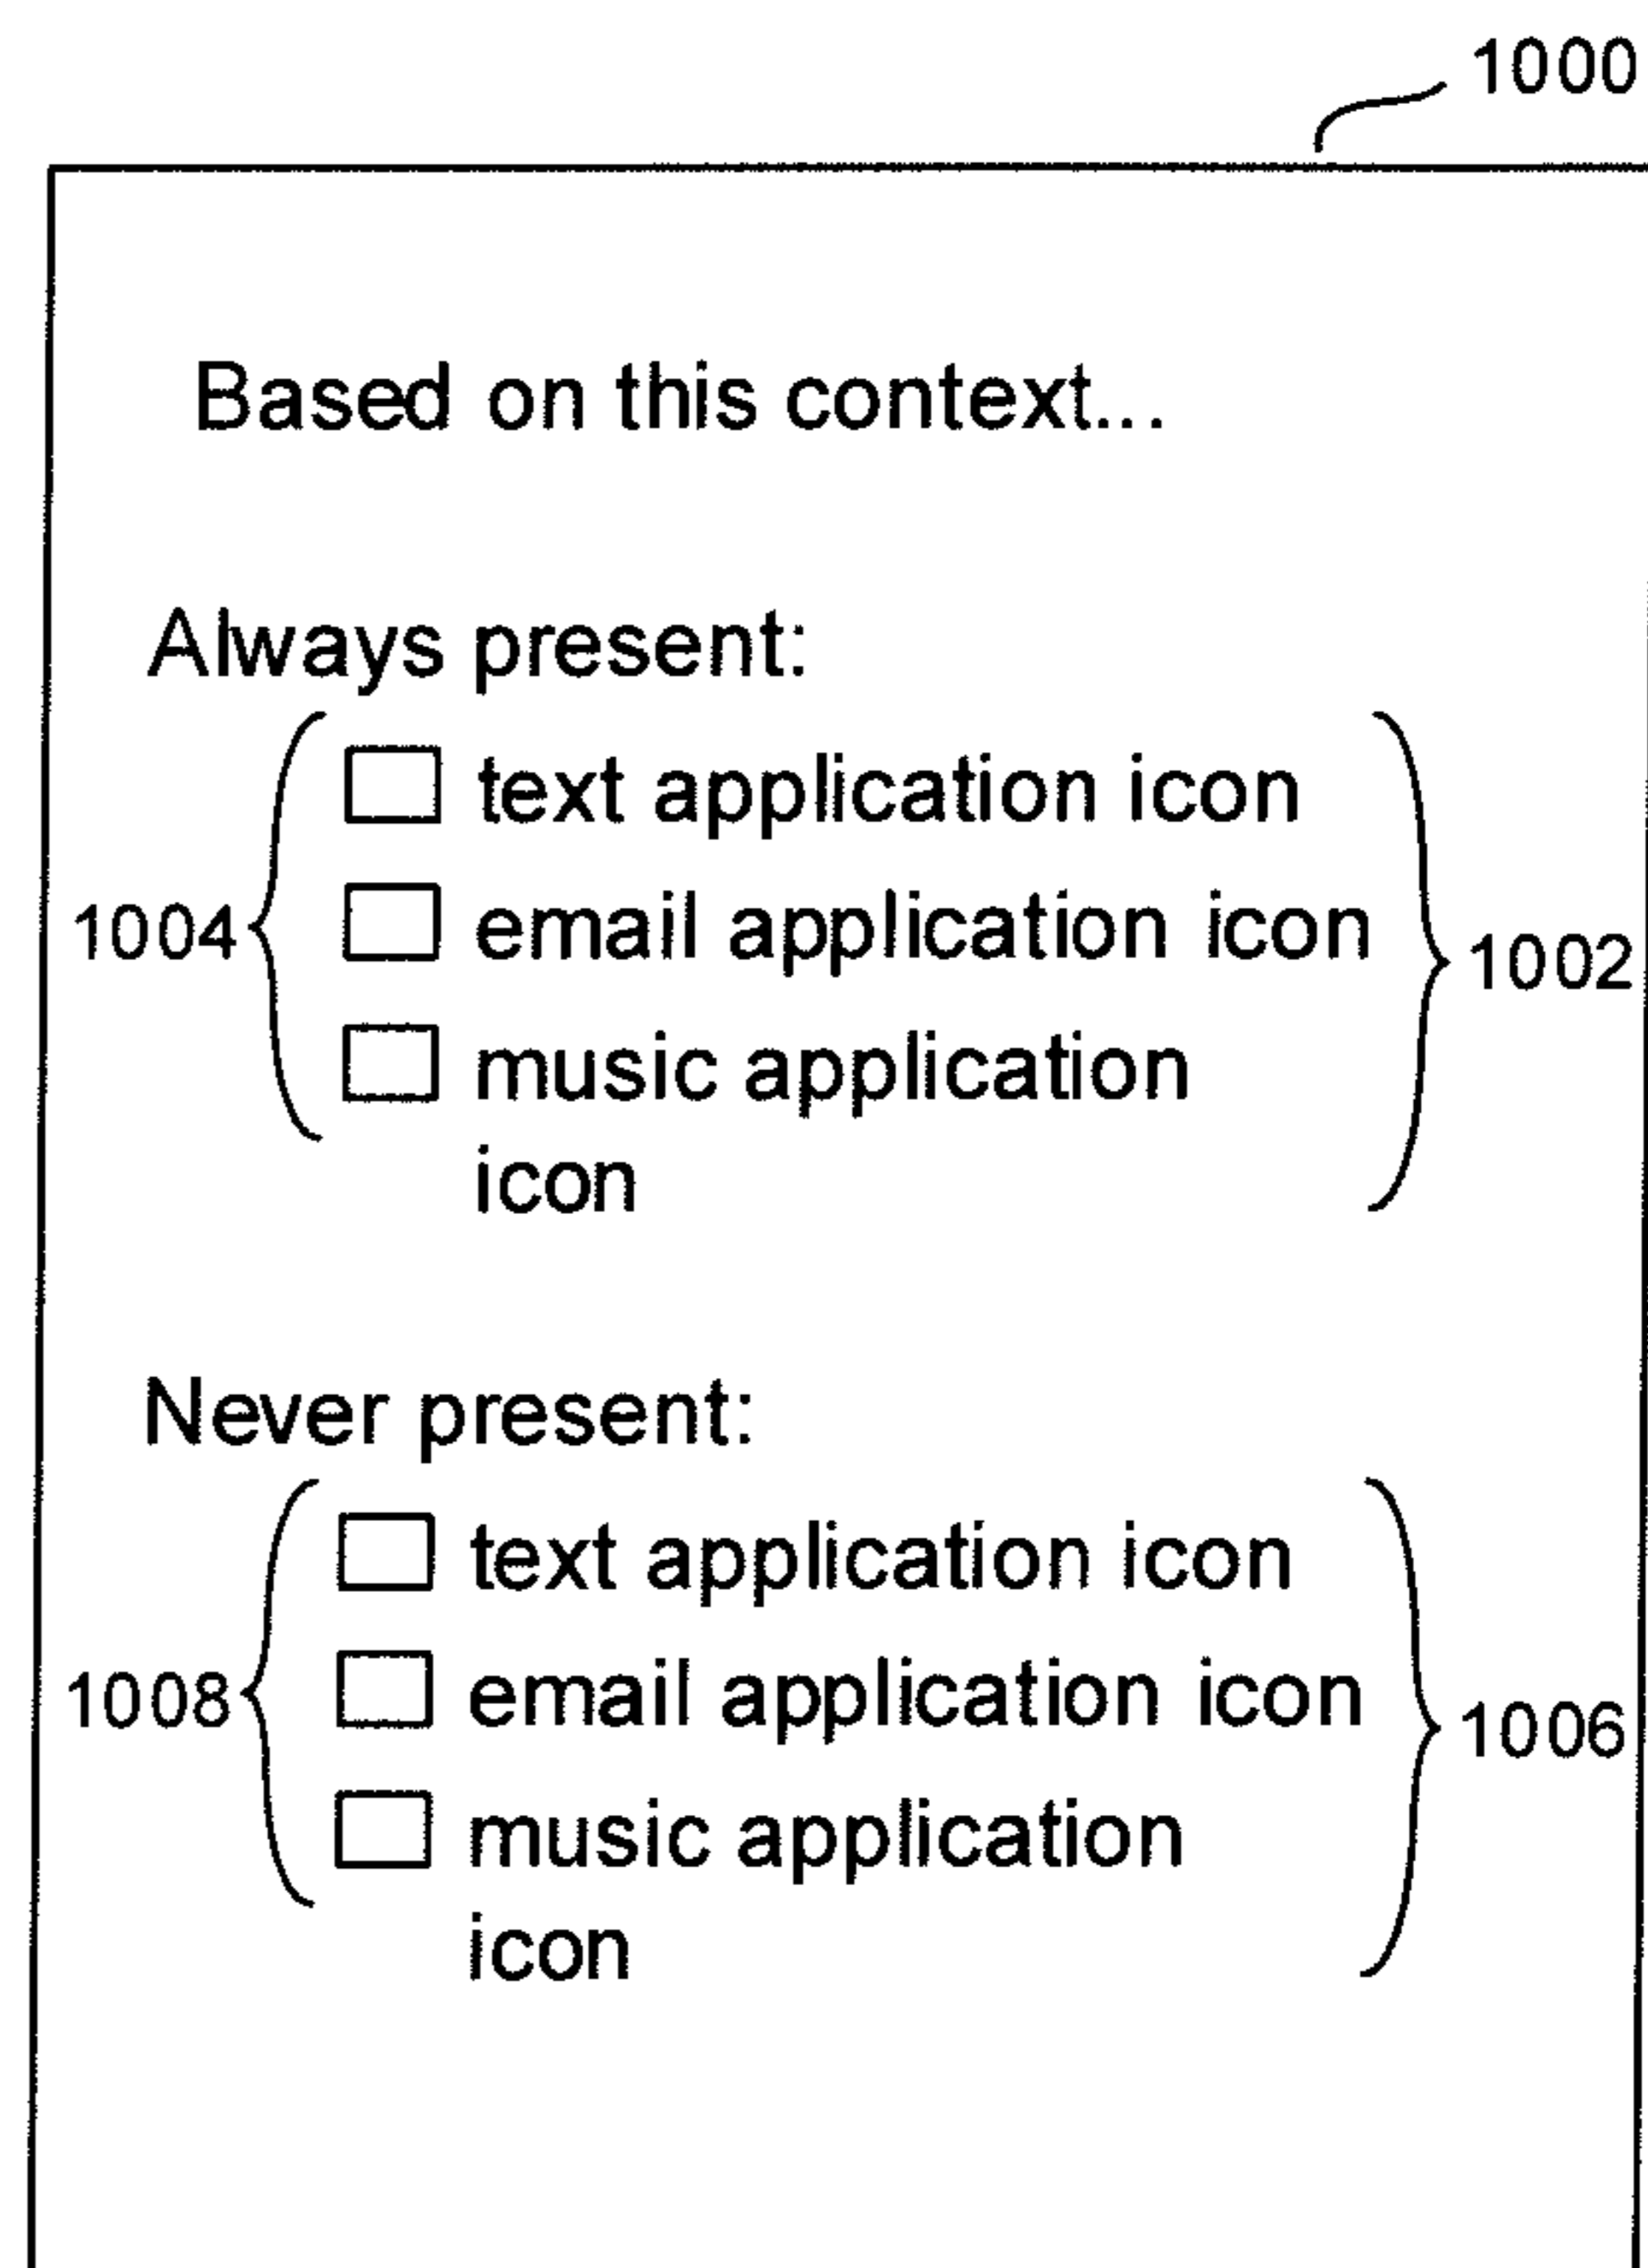 1000
Based on this context...
Always present:
text application icon
1004 email application icon 1002
music application
icon
Never present:
text application icon
1008 email application icon 1006
music application
icon